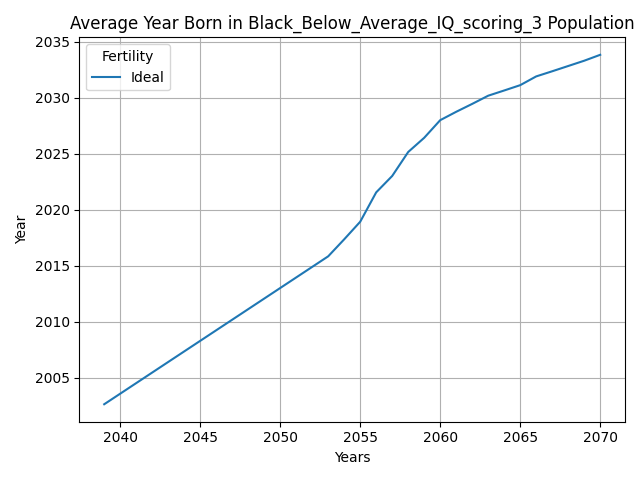 Average Year Born in Black_Below_Average_IQ_scoring_3 Population
Fertility
Ideal
Year
2035
2030
2025
2020
2015
2010
2005
2040 2045 2050 2055 2060 2065 2070
Years